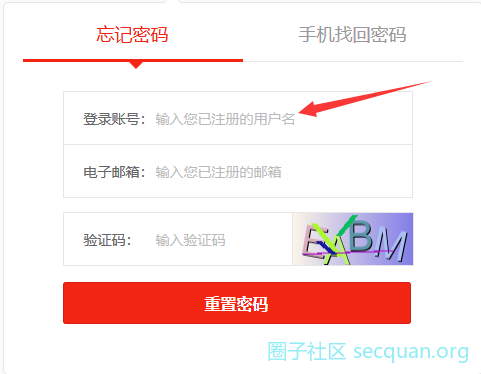 忘记密码 手机找回密码
登录账号： 输入您已注册的用户名
电子邮箱： 输入您已注册的邮箱
验证码： 输入验证码 EABM
重置密码
圈子社区 secquan.org